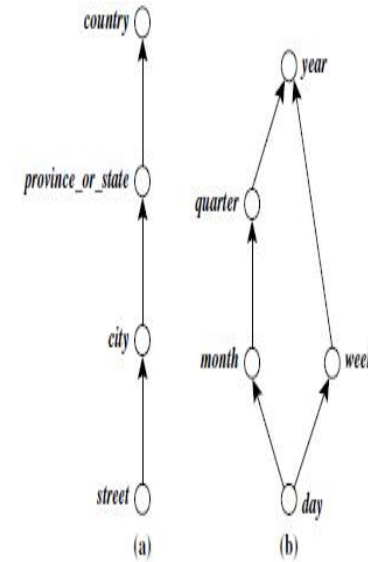 country
year
province_or_state
quarter
city
month
week
street
day
(a)
(b)